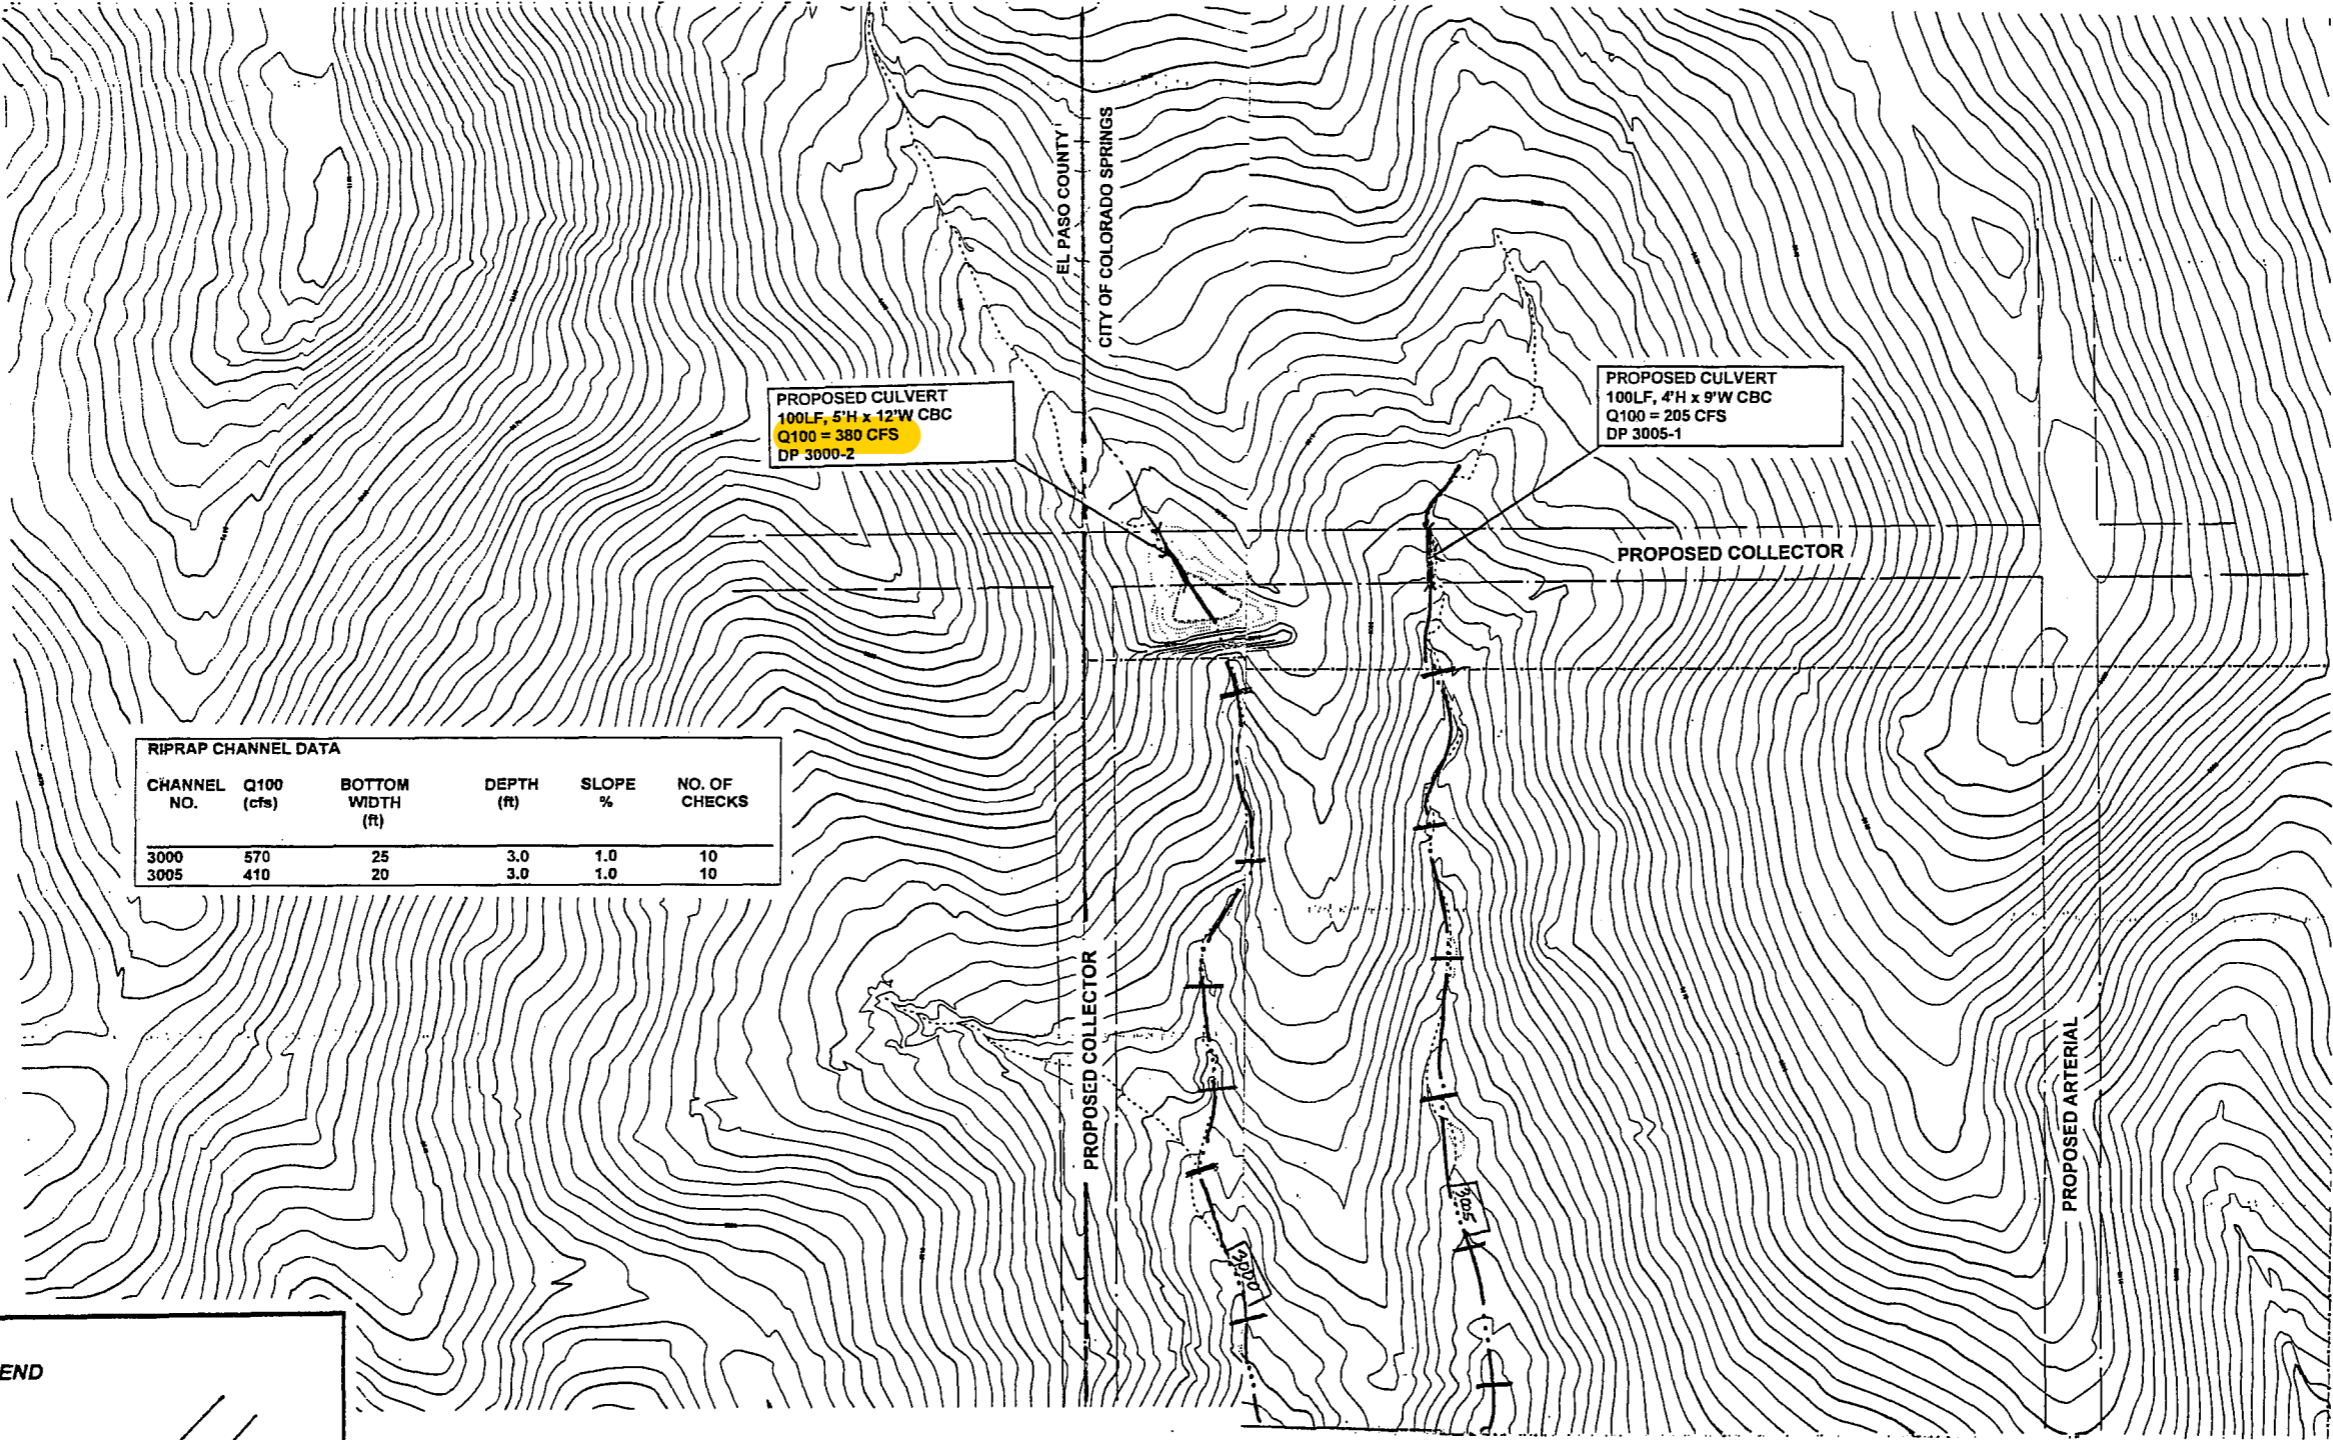 EL PASO COUNTY
CITY OF COLORADO SPRINGS
PROPOSED CULVERT
100LF, 5'H x 12'W CBC
Q100 = 380 CFS
DP 3000-2
PROPOSED CULVERT
100LF, 4'H x 9'W CBC
Q100 = 205 CFS
DP 3005-1
PROPOSED COLLECTOR
RIPRAP CHANNEL DATA
CHANNEL Q100 BOTTOM DEPTH SLOPE NO. OF
NO. (cfs) WIDTH (ft) % CHECKS
(ft)
3000 570 25 3.0 1.0 10
3005 410 20 3.0 1.0 10
PROPOSED COLLECTOR
PROPOSED ARTERIAL
3005
3000
END